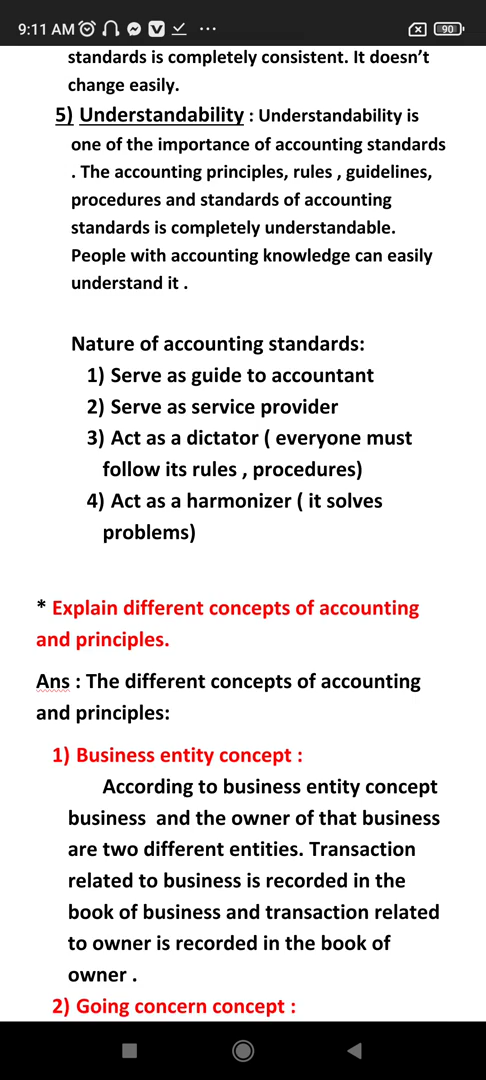 9:11 AM
90
standards is completely consistent. It doesn't
change easily.
5) Understandability : Understandability is
one of the importance of accounting standards
. The accounting principles, rules , guidelines,
procedures and standards of accounting
standards is completely understandable.
People with accounting knowledge can easily
understand it .
Nature of accounting standards:
1) Serve as guide to accountant
2) Serve as service provider
3) Act as a dictator ( everyone must
follow its rules , procedures)
4) Act as a harmonizer ( it solves
problems)
* Explain different concepts of accounting
and principles.
Ans : The different concepts of accounting
and principles:
1) Business entity concept :
According to business entity concept
business  and the owner of that business
are two different entities. Transaction
related to business is recorded in the
book of business and transaction related
to owner is recorded in the book of
owner .
2) Going concern concept :